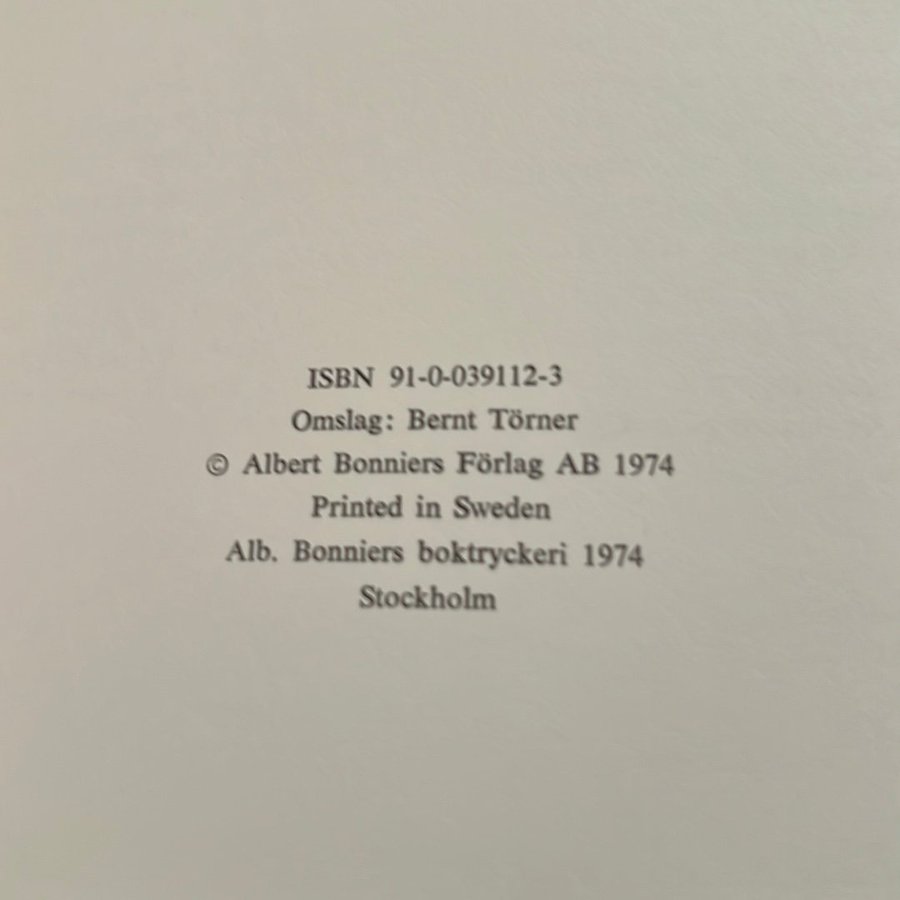 ISBN 91-0-039112-3
Omslag: Bernt Törner
© Albert Bonniers Förlag AB 1974
Printed in Sweden
Alb. Bonniers boktryckeri 1974
Stockholm